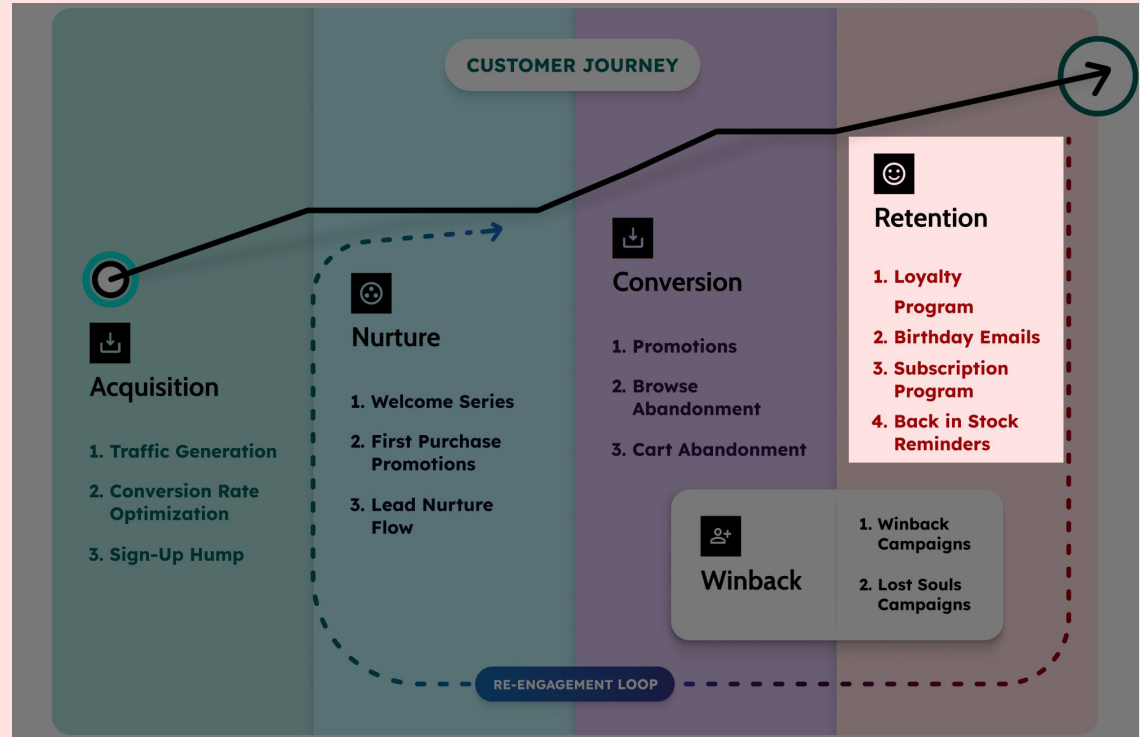 CUSTOMER JOURNEY
Acquisition
1. Traffic Generation
2. Conversion Rate
Optimization
3. Sign-Up Hump
Nurture
1. Welcome Series
2. First Purchase
Promotions
3. Lead Nurture
Flow
Conversion
1. Promotions
2. Browse
Abandonment
3. Cart Abandonment
Retention
1. Loyalty
Program
2. Birthday Emails
3. Subscription
Program
4. Back in Stock
Reminders
Winback
1. Winback
Campaigns
2. Lost Souls
Campaigns
RE-ENGAGEMENT LOOP